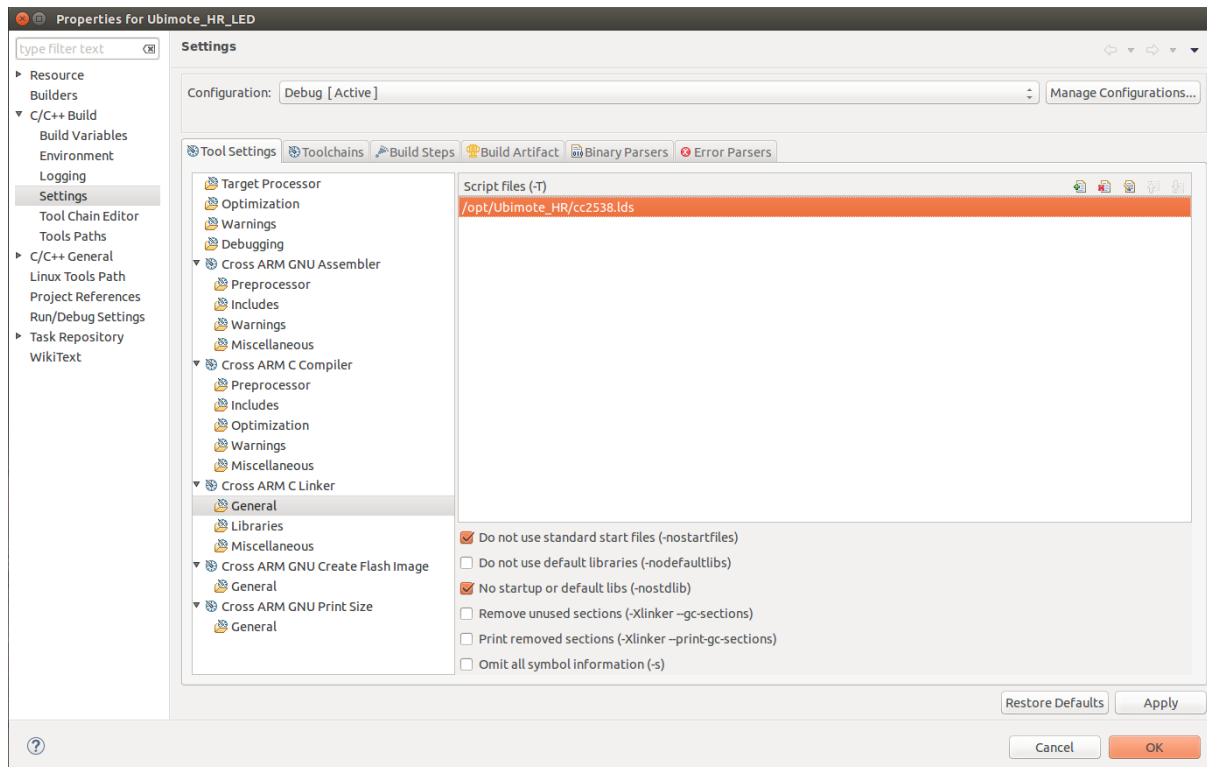 Properties for Ubimote_HR_LED
type filter text
Resource
Builders
C/C++ Build
Build Variables
Environment
Logging
Settings
Tool Chain Editor
Tools Paths
C/C++ General
Linux Tools Path
Project References
Run/Debug Settings
Task Repository
WikiText
Settings
Configuration: Debug [ Active ] Manage Configurations...
Tool Settings Toolchains Build Steps Build Artifact Binary Parsers Error Parsers
Target Processor
Optimization
Warnings
Debugging
Cross ARM GNU Assembler
Preprocessor
Includes
Warnings
Miscellaneous
Cross ARM C Compiler
Preprocessor
Includes
Optimization
Warnings
Miscellaneous
Cross ARM C Linker
General
Libraries
Miscellaneous
Cross ARM GNU Create Flash Image
General
Cross ARM GNU Print Size
General
Script files (-T)
/opt/Ubimote_HR/cc2538.lds
Do not use standard start files (-nostartfiles)
Do not use default libraries (-nodefaultlibs)
No startup or default libs (-nostdlib)
Remove unused sections (-Xlinker --gc-sections)
Print removed sections (-Xlinker --print-gc-sections)
Omit all symbol information (-s)
Restore Defaults Apply
? Cancel OK